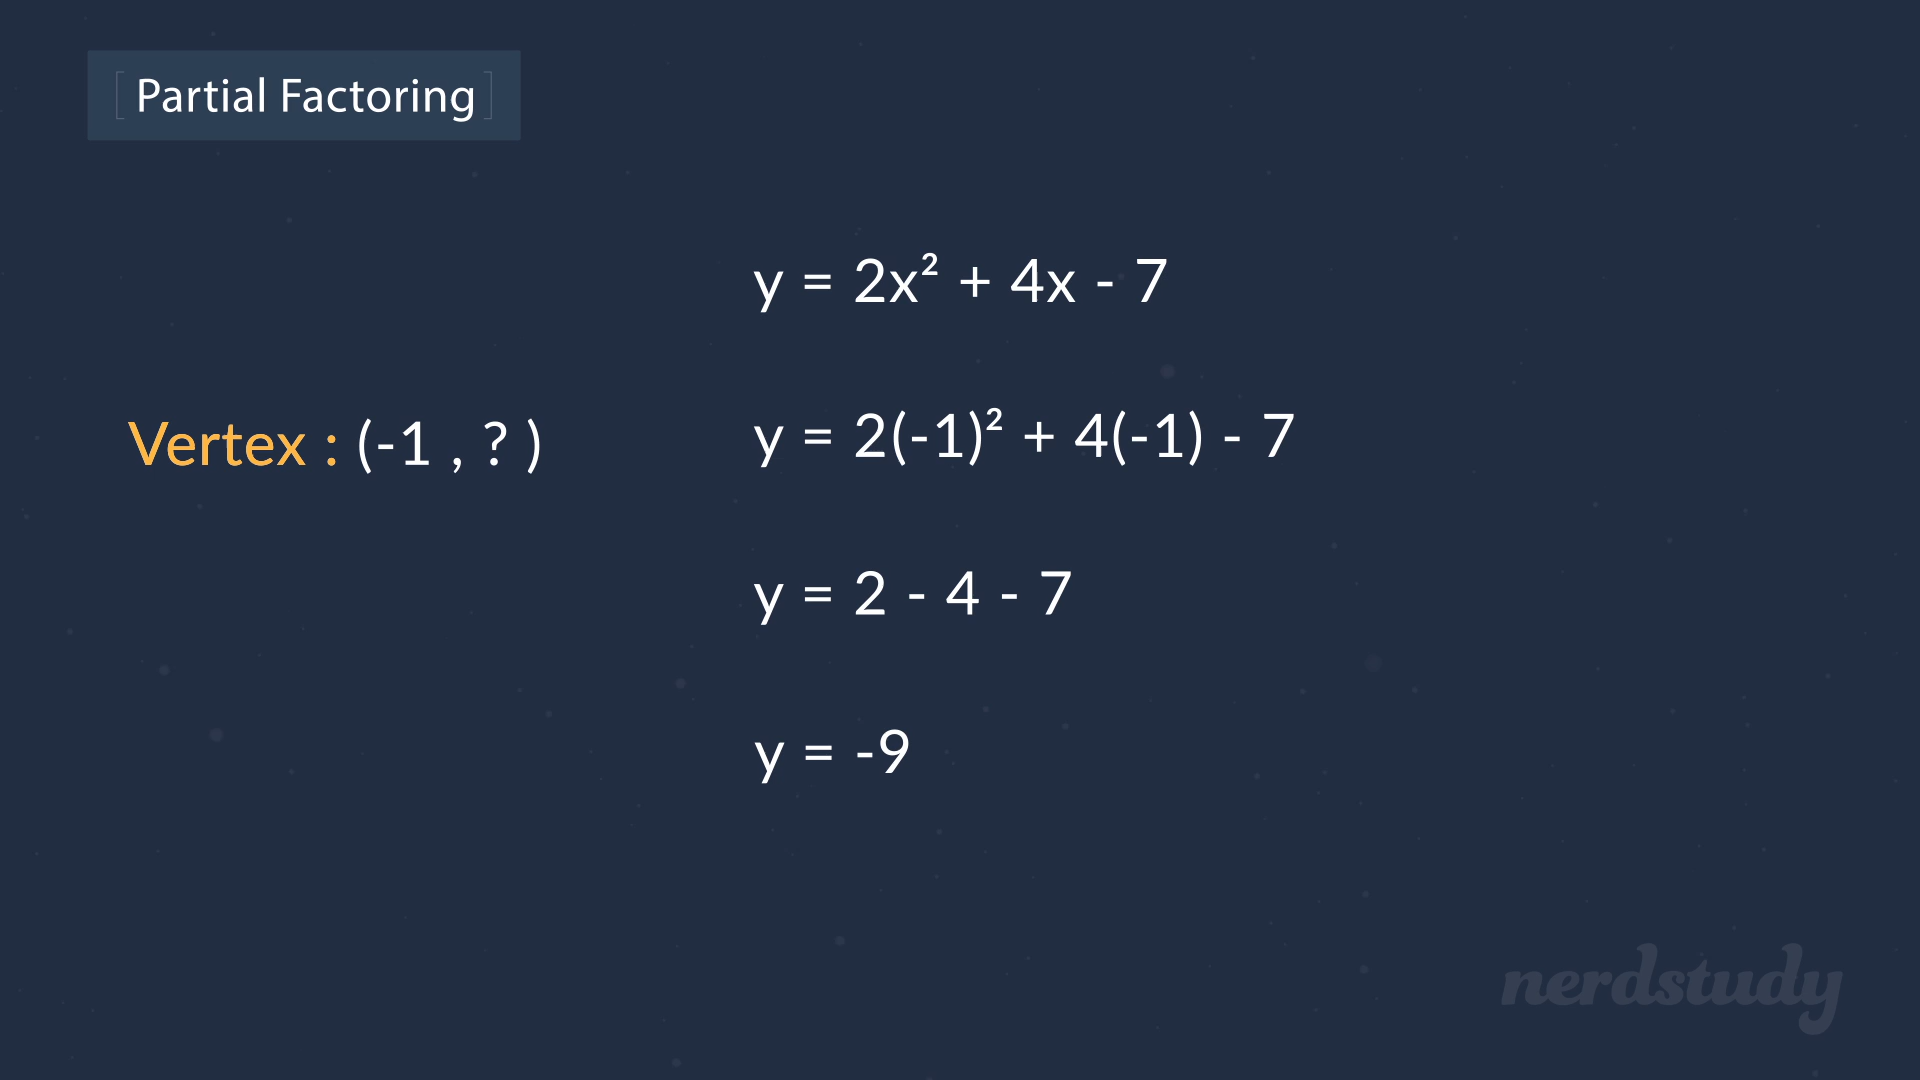 [ Partial Factoring ]
y = 2x² + 4x - 7
Vertex : (-1 , ? )
y = 2(-1)² + 4(-1) - 7
y = 2 - 4 - 7
y = -9
nerdstudy